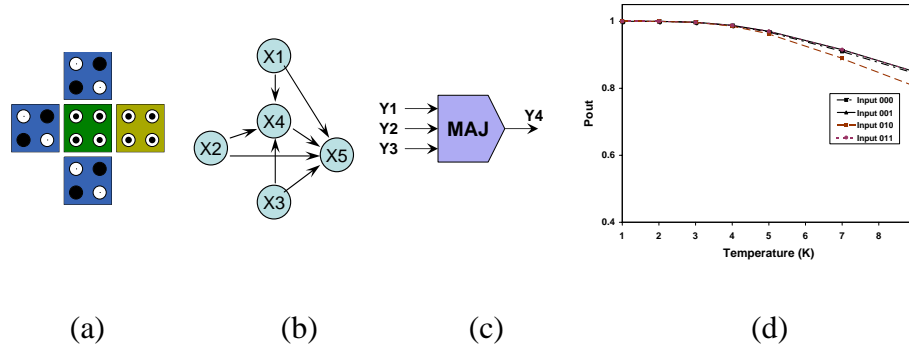 X1
X4
X2
X5
X3
Y1
Y2
Y3
MAJ
Y4
Pout
1
0.8
0.6
0.4
1 2 3 4 5 6 7 8
Temperature (K)
Input 000
Input 001
Input 010
Input 011
(a) (b) (c) (d)